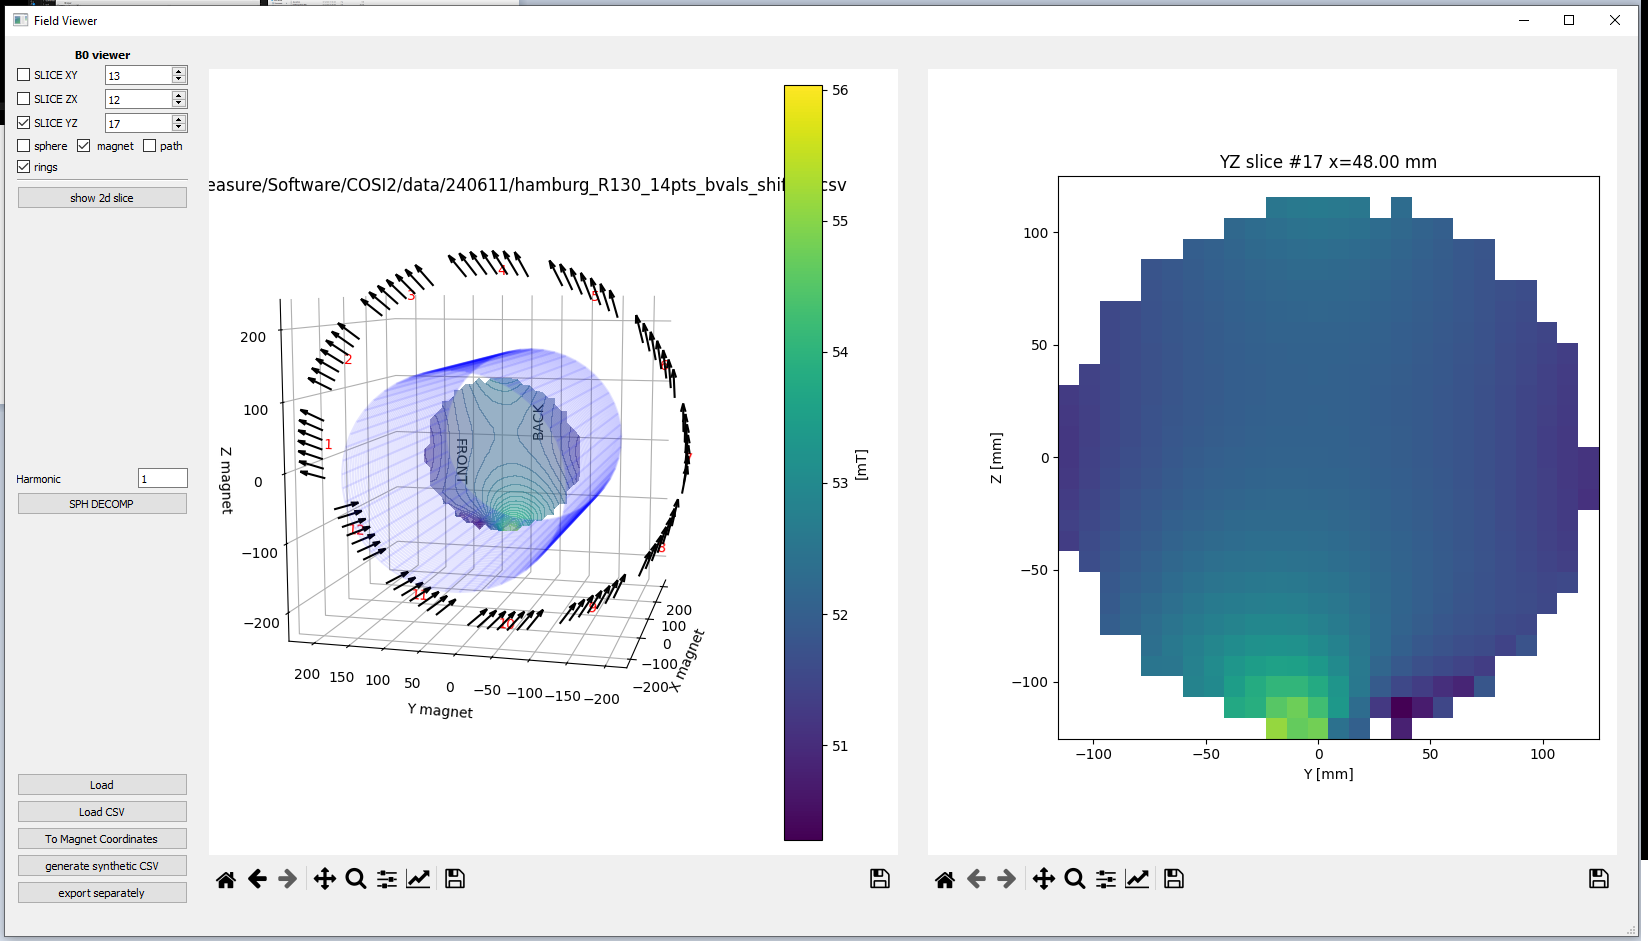 Field Viewer
B0 viewer
SLICE XY 13
SLICE ZX 12
SLICE YZ 17
sphere magnet path
rings
show 2d slice
Harmonic 1
SPH DECOMP
Load
Load CSV
To Magnet Coordinates
generate synthetic CSV
export separately
easure/Software/COSI2/data/240611/hamburg_R130_14pts_bvals_shif csv
200
100
0
−100
−200
Z magnet
200 150 100 50 0 −50 −100 −150 −200
Y magnet
200
100
0
−100
−200
X magnet
FRONT
BACK
1
2
3
4
5
6
8
9
10
11
12
56
55
54
53
52
51
[mT]
YZ slice #17 x=48.00 mm
100
50
0
−50
−100
Z [mm]
−100 −50 0 50 100
Y [mm]